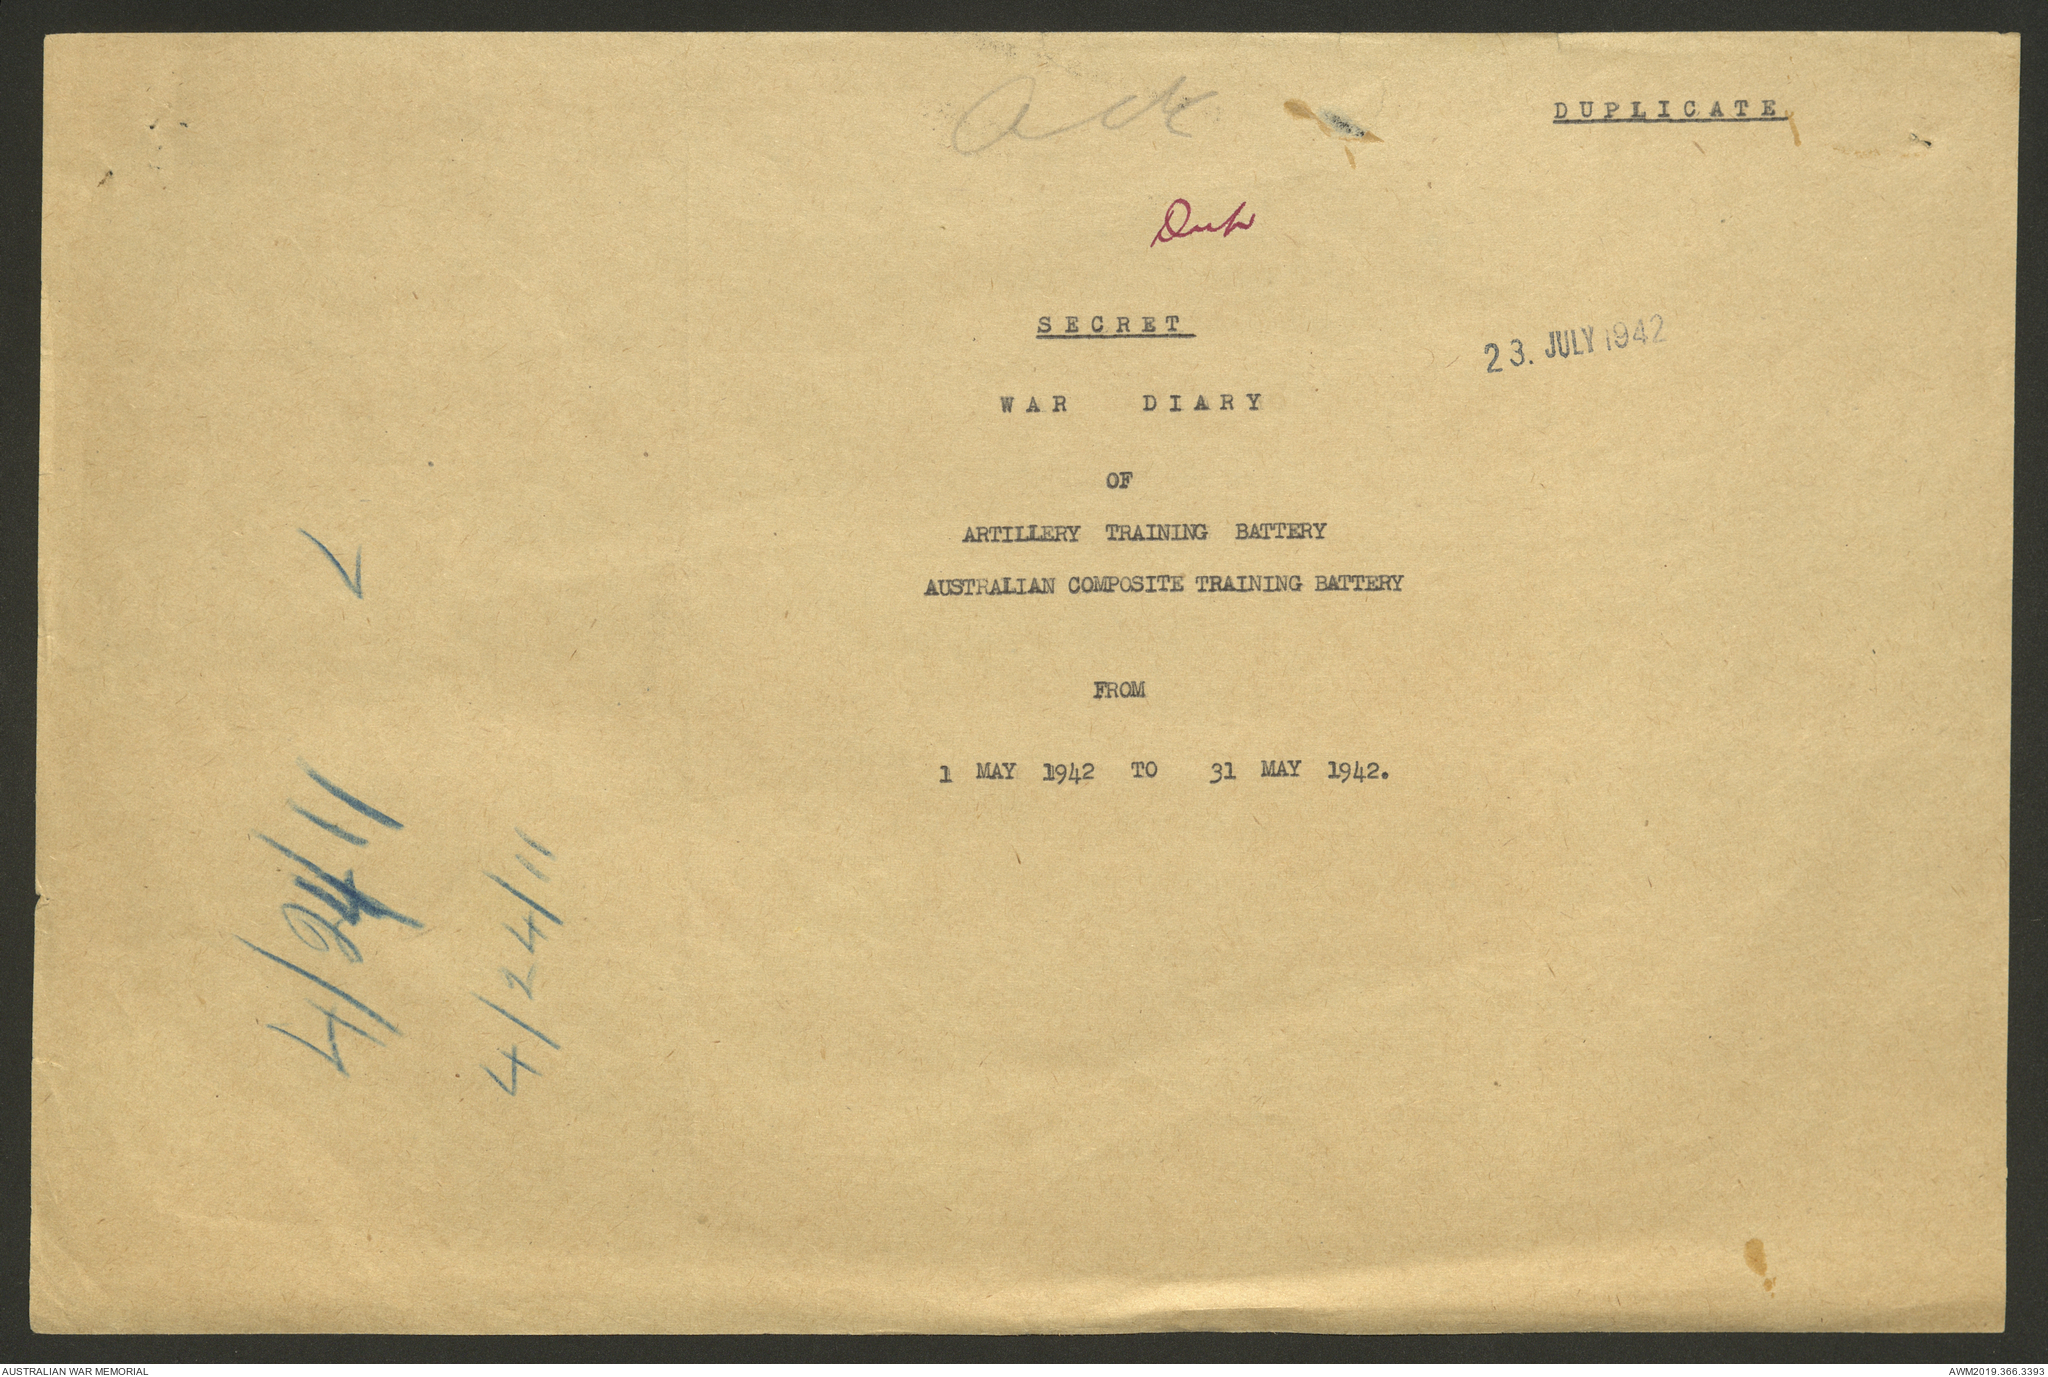 ack
DUPLICATE
Dup
SECRET
23. JULY 1942
WAR DIARY
OF
ARTILLERY TRAINING BATTERY
AUSTRALIAN COMPOSITE TRAINING BATTERY
FROM
1 MAY 1942 TO 31 MAY 1942.
4/24/11
4/24/11
AUSTRALIAN WAR MEMORIAL
AWM2019.366.3393